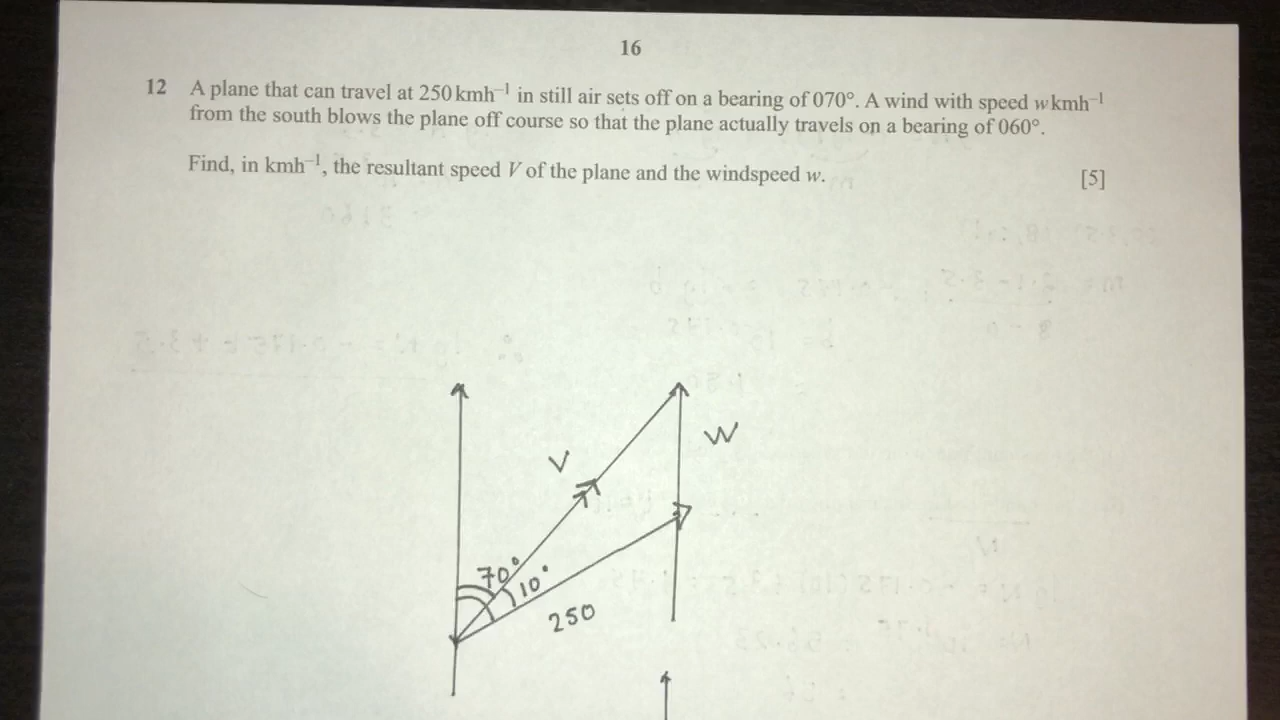 16
12 A plane that can travel at 250 kmh⁻¹ in still air sets off on a bearing of 070°. A wind with speed w kmh⁻¹
from the south blows the plane off course so that the plane actually travels on a bearing of 060°.
Find, in kmh⁻¹, the resultant speed V of the plane and the windspeed w.
[5]
W
V
70°
10°
250